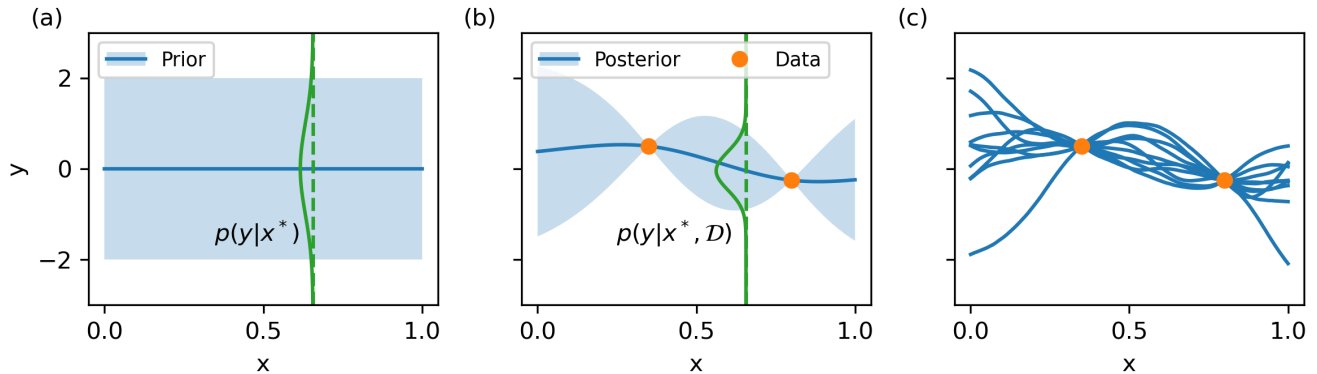 (a)
Prior
p(y|x*)
y
2
0
−2
0.0 0.5 1.0
x
(b)
Posterior Data
p(y|x*, 𝒟)
0.0 0.5 1.0
x
(c)
0.0 0.5 1.0
x